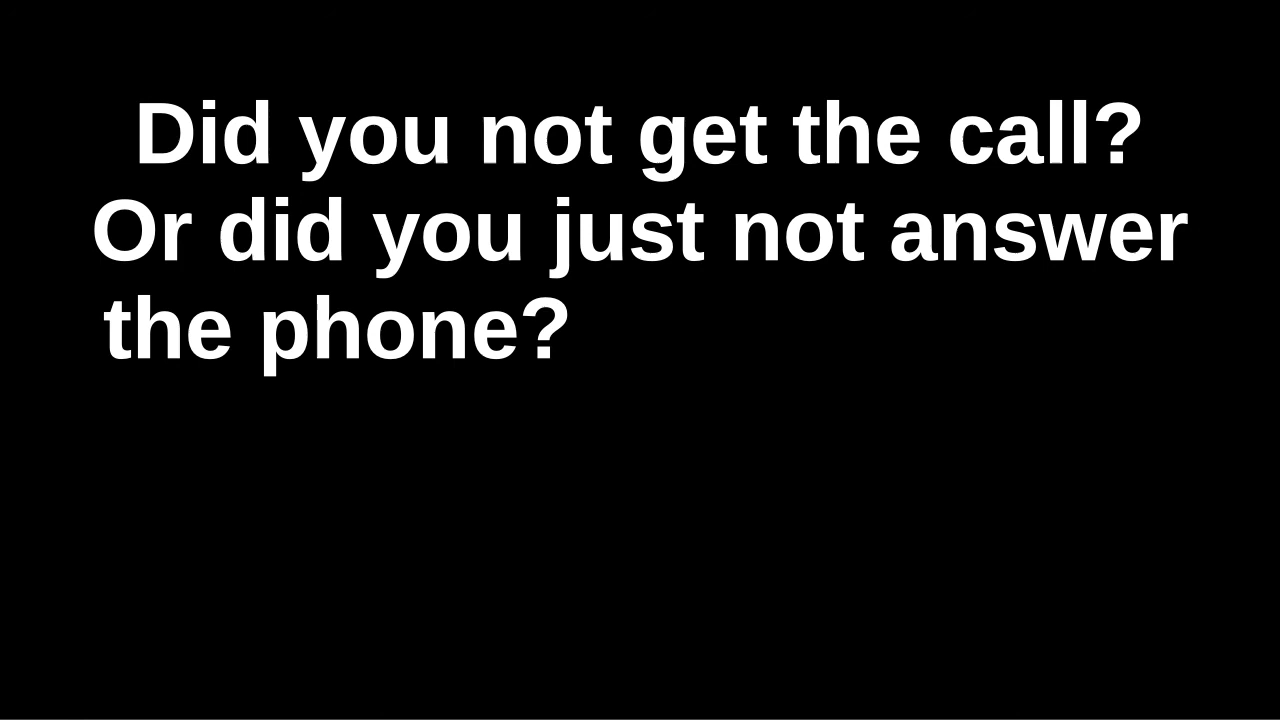 Did you not get the call?
Or did you just not answer
the phone?